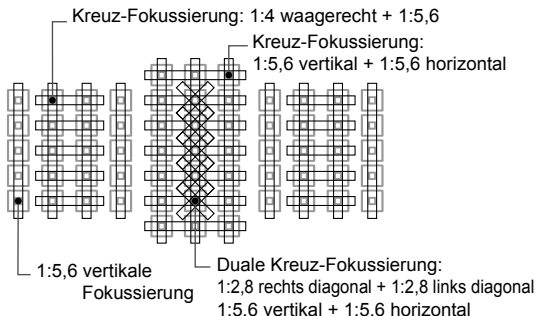 Kreuz-Fokussierung: 1:4 waagerecht + 1:5,6
Kreuz-Fokussierung:
1:5,6 vertikal + 1:5,6 horizontal
1:5,6 vertikale
Fokussierung
Duale Kreuz-Fokussierung:
1:2,8 rechts diagonal + 1:2,8 links diagonal
1:5,6 vertikal + 1:5,6 horizontal